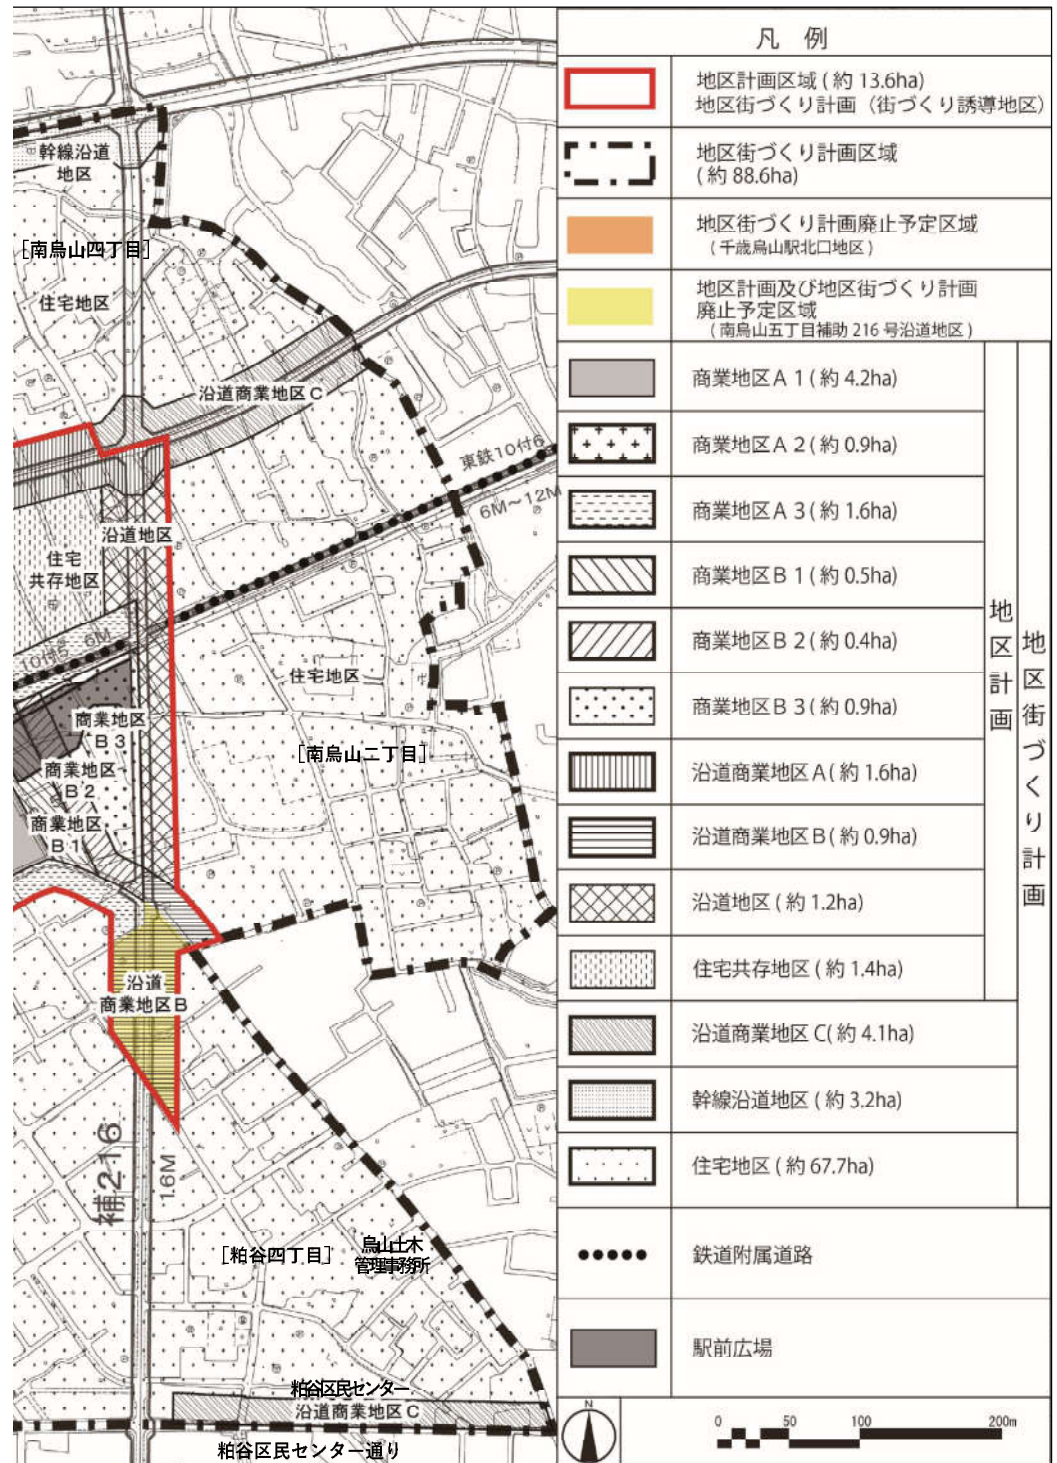 幹線沿道
地区
[南烏山四丁目]
住宅地区
沿道商業地区C
東鉄10付6
6M～12M
沿道地区
住宅
共存地区
10付5 6M
住宅地区
商業地区
B3
[南烏山二丁目]
商業地区
B2
商業地区
B1
沿道
商業地区B
補216
16M
[粕谷四丁目]
烏山土木
管理事務所
粕谷区民センター
沿道商業地区C
粕谷区民センター通り
凡 例
地区計画区域(約13.6ha)
地区街づくり計画（街づくり誘導地区）
地区街づくり計画区域
(約88.6ha)
地区街づくり計画廃止予定区域
(千歳烏山駅北口地区)
地区計画及び地区街づくり計画
廃止予定区域
(南烏山五丁目補助216号沿道地区)
商業地区A1(約4.2ha)
商業地区A2(約0.9ha)
商業地区A3(約1.6ha)
商業地区B1(約0.5ha)
商業地区B2(約0.4ha)
商業地区B3(約0.9ha)
沿道商業地区A(約1.6ha)
沿道商業地区B(約0.9ha)
沿道地区(約1.2ha)
住宅共存地区(約1.4ha)
沿道商業地区C(約4.1ha)
幹線沿道地区(約3.2ha)
住宅地区(約67.7ha)
地区計画
地区街づくり計画
鉄道附属道路
駅前広場
N
0 50 100 200m